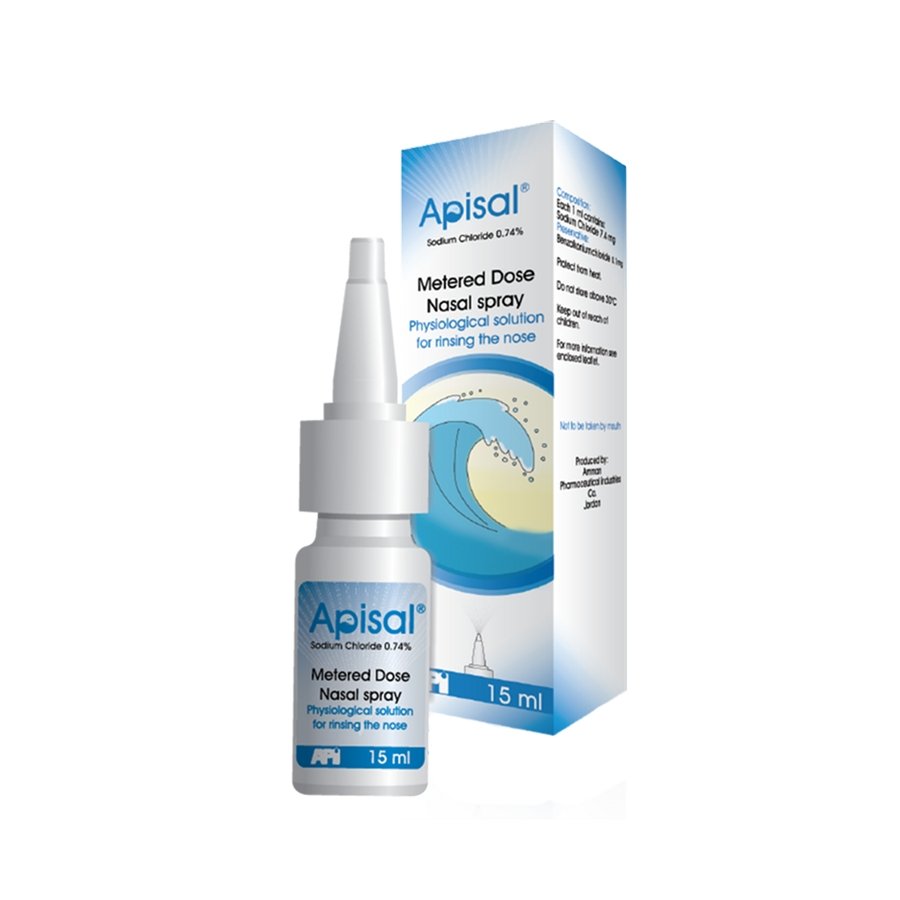 Apisal®
Sodium Chloride 0.74%
Metered Dose
Nasal spray
Physiological solution
for rinsing the nose
15 ml
Composition:
Each 1 ml contains:
Sodium Chloride 7.4 mg
Preservative:
Benzalkonium chloride
Protect from heat.
Do not store above 30°C
Keep out of reach of
children.
For more information see
enclosed leaflet.
Not to be taken by mouth
Produced by:
Amman
Pharmaceutical Industries
Co.
Jordan
Apisal®
Sodium Chloride 0.74%
Metered Dose
Nasal spray
Physiological solution
for rinsing the nose
API 15 ml